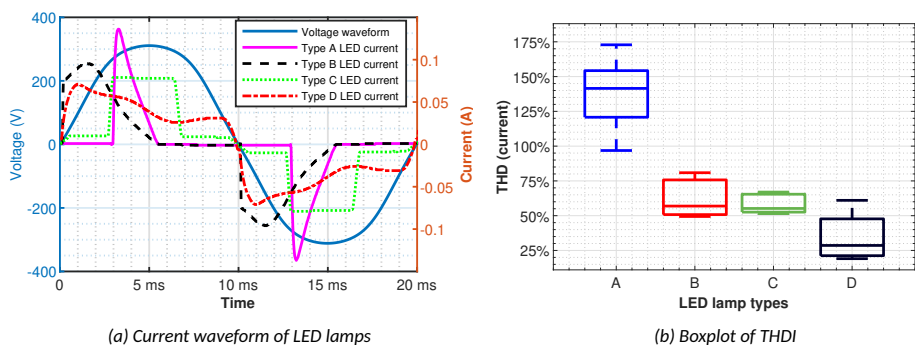 400
200
0
-200
-400
Voltage (V)
0.1
0.05
0
-0.05
-0.1
Current (A)
Voltage waveform
Type A LED current
Type B LED current
Type C LED current
Type D LED current
0
5 ms
10 ms
15 ms
20 ms
Time
(a) Current waveform of LED lamps
175%
150%
125%
100%
75%
50%
25%
THD (current)
A
B
C
D
LED lamp types
(b) Boxplot of THDI